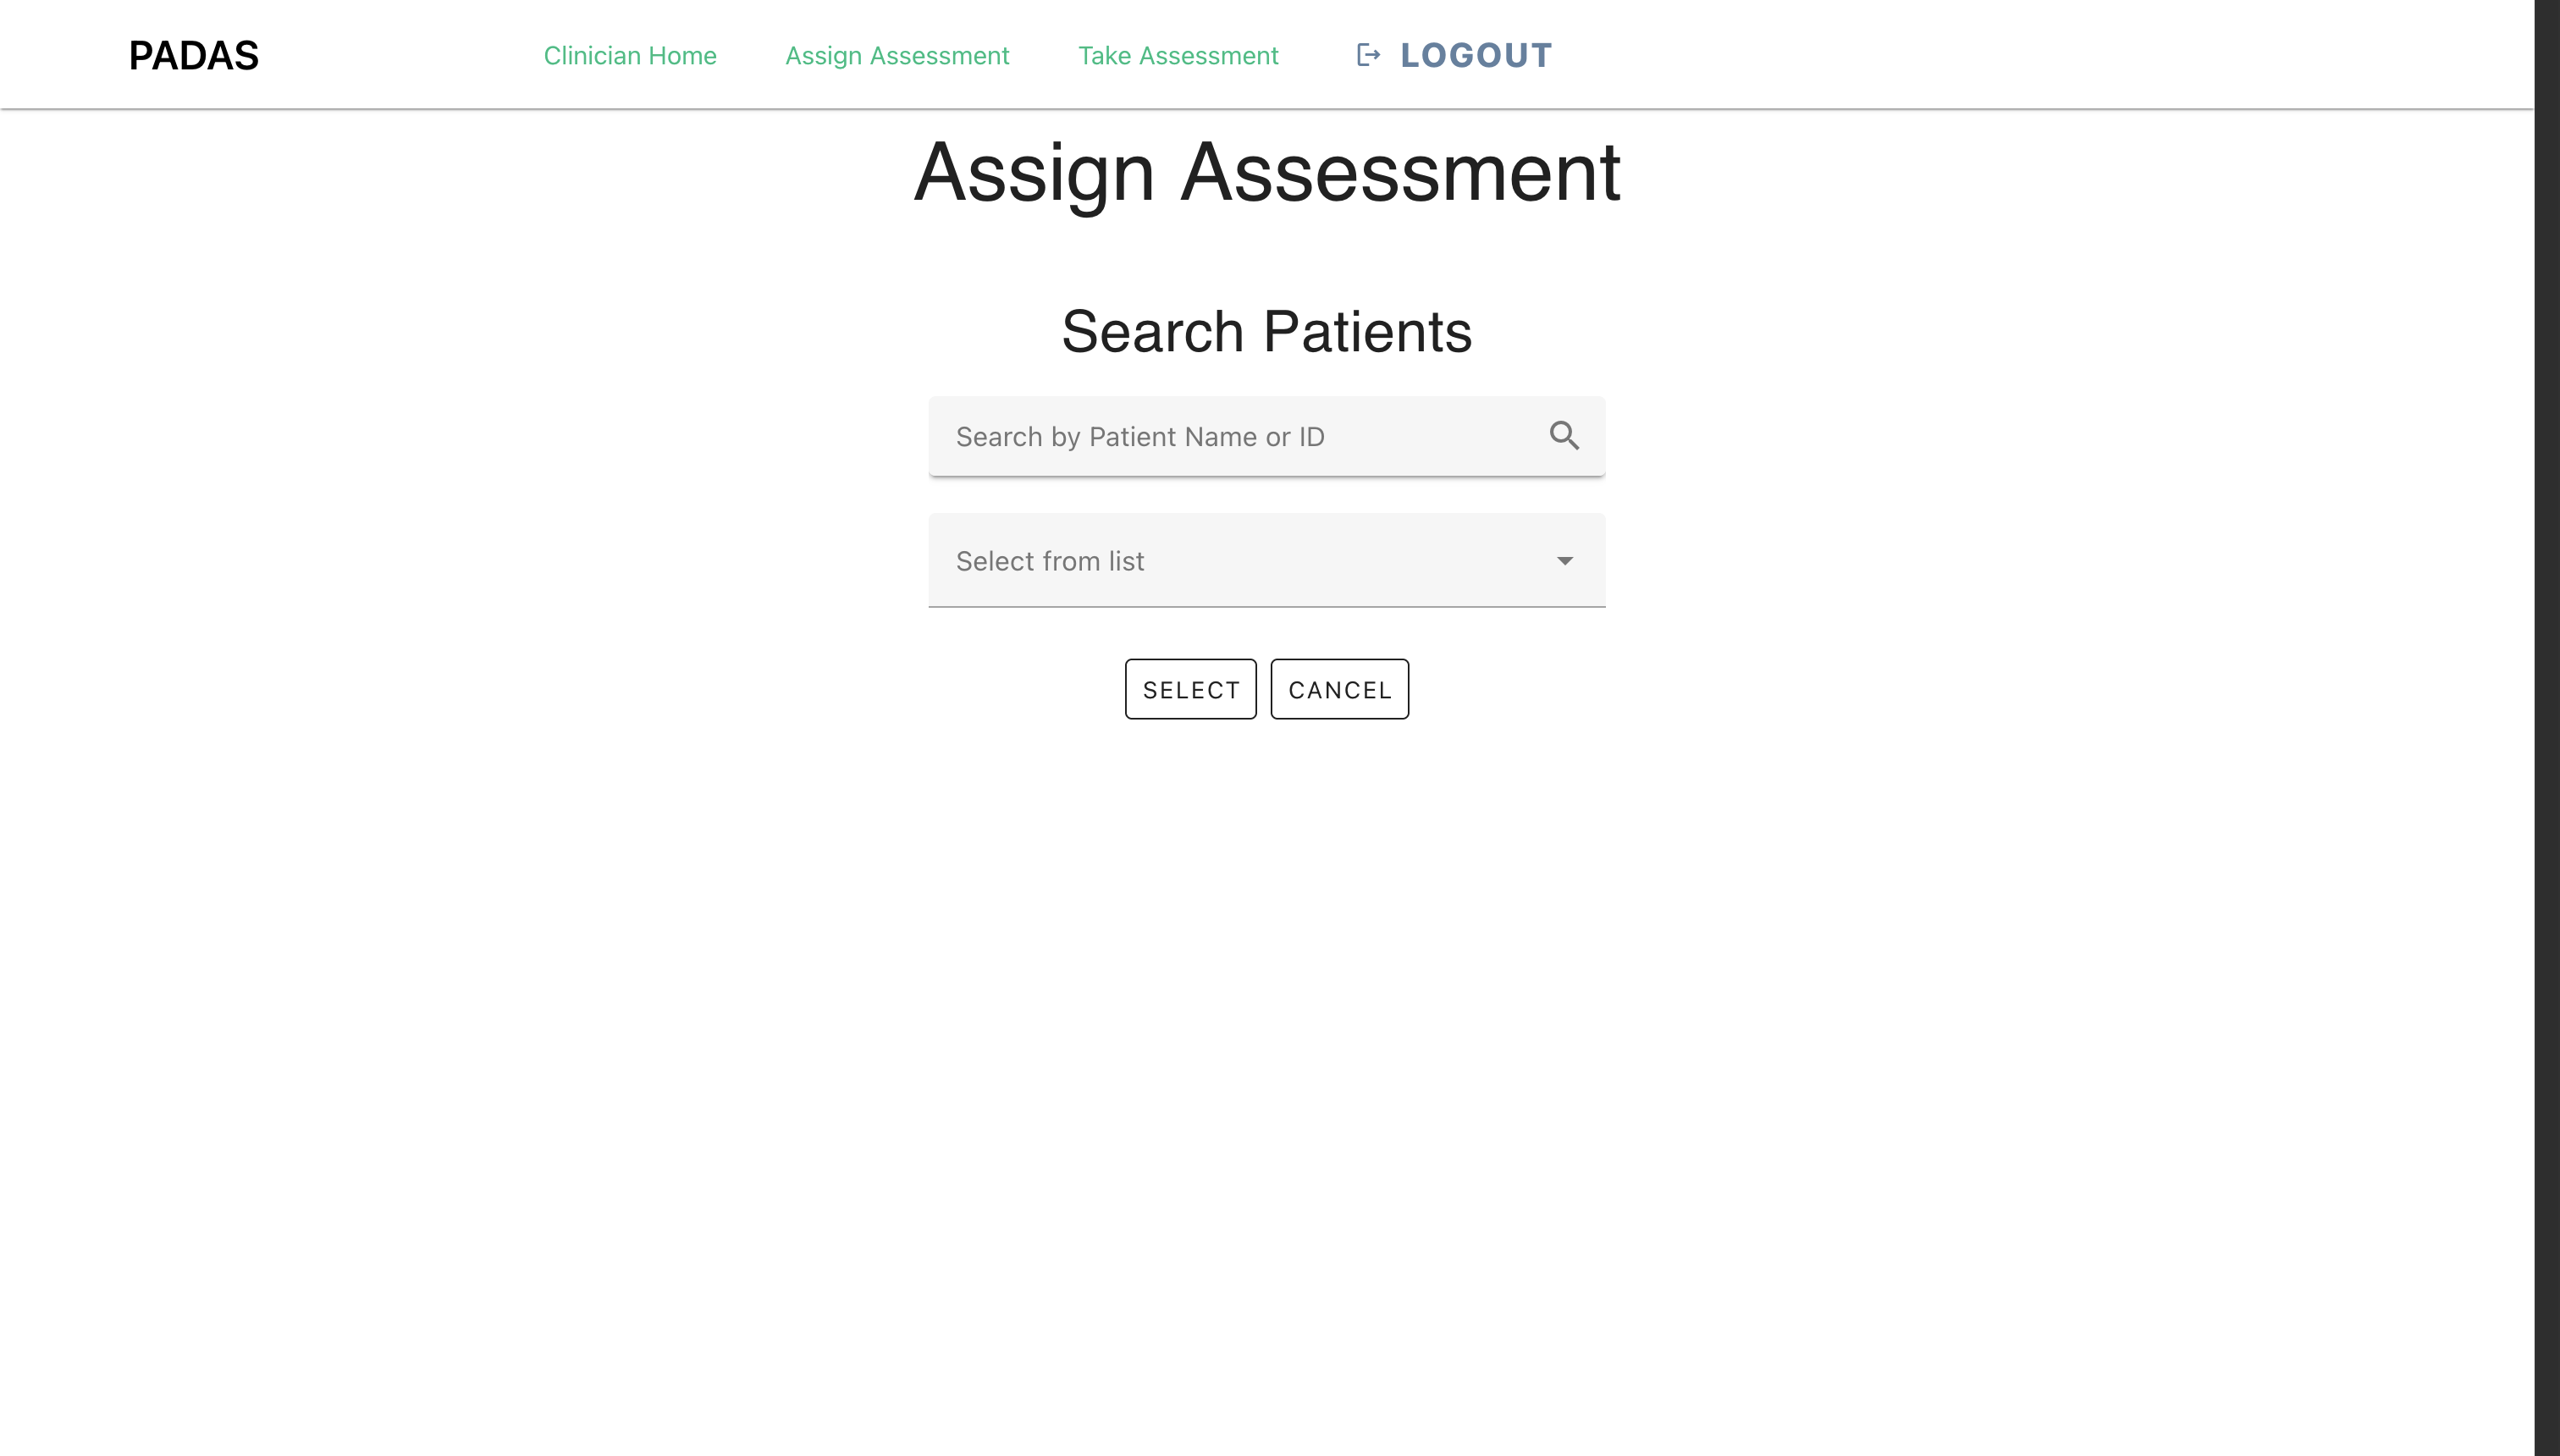 PADAS
Clinician Home
Assign Assessment
Take Assessment
LOGOUT
Assign Assessment
Search Patients
Search by Patient Name or ID
Select from list
SELECT
CANCEL